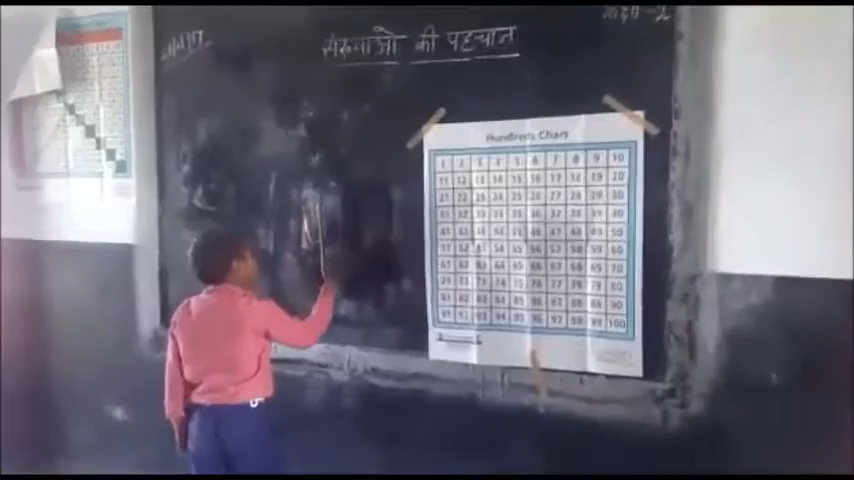 संख्याओ की पहचान
कक्षा-2
Hundreds Chart
1 2 3 4 5 6 7 8 9 10
11 12 13 14 15 16 17 18 19 20
21 22 23 24 25 26 27 28 29 30
31 32 33 34 35 36 37 38 39 40
41 42 43 44 45 46 47 48 49 50
51 52 53 54 55 56 57 58 59 60
61 62 63 64 65 66 67 68 69 70
71 72 73 74 75 76 77 78 79 80
81 82 83 84 85 86 87 88 89 90
91 92 93 94 95 96 97 98 99 100